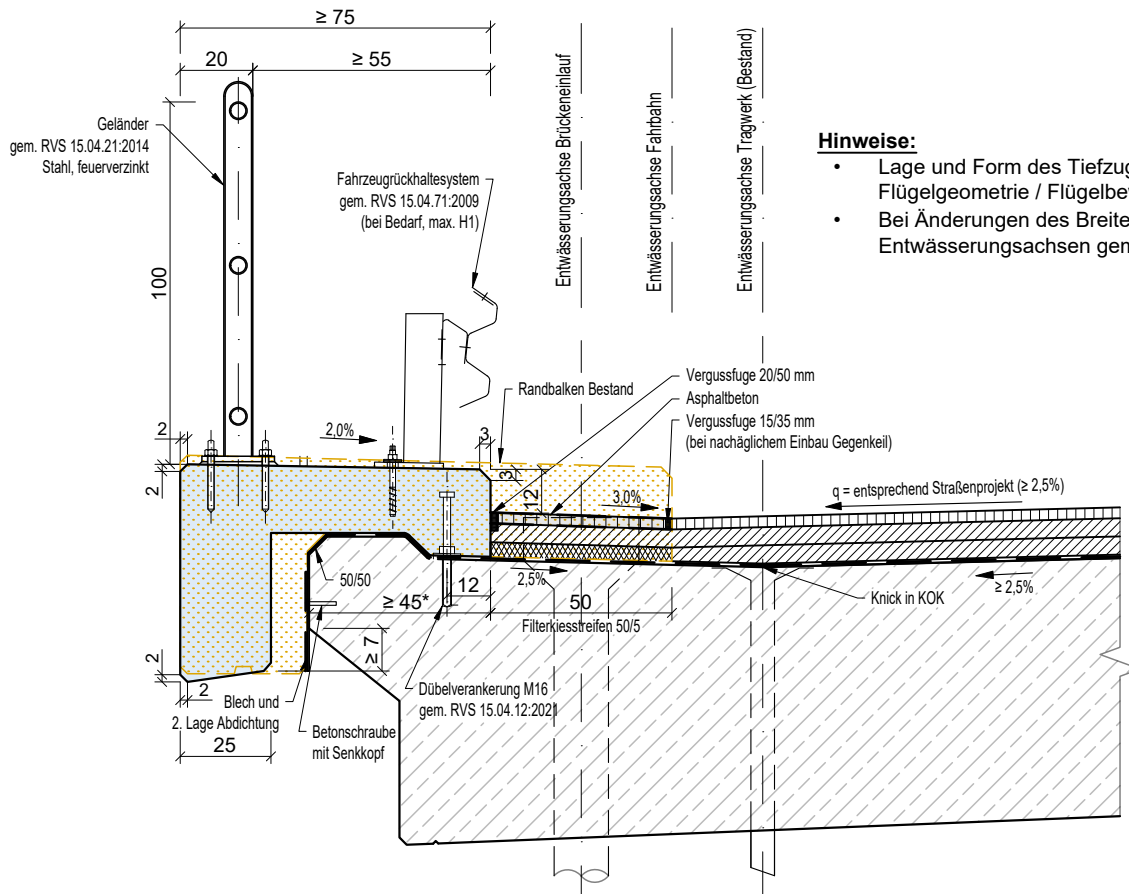 ≥ 75
20
≥ 55
Geländer
gem. RVS 15.04.21:2014
Stahl, feuerverzinkt
100
Fahrzeugrückhaltesystem
gem. RVS 15.04.71:2009
(bei Bedarf, max. H1)
Entwässerungsachse Brückeneinlauf
Entwässerungsachse Fahrbahn
Entwässerungsachse Tragwerk (Bestand)
Hinweise:
• Lage und Form des Tiefzug
Flügelgeometrie / Flügelbe
• Bei Änderungen des Breite
Entwässerungsachsen gem
Randbalken Bestand
Vergussfuge 20/50 mm
Asphaltbeton
Vergussfuge 15/35 mm
(bei nachäglichem Einbau Gegenkeil)
2
2
2,0%
3
3
12
3,0%
q = entsprechend Straßenprojekt (≥ 2,5%)
50/50
2,5%
≥ 2,5%
12
≥ 45*
50
Filterkiesstreifen 50/5
Knick in KOK
≥ 7
2
2
25
Blech und
2. Lage Abdichtung
Betonschraube
mit Senkkopf
Dübelverankerung M16
gem. RVS 15.04.12:2021